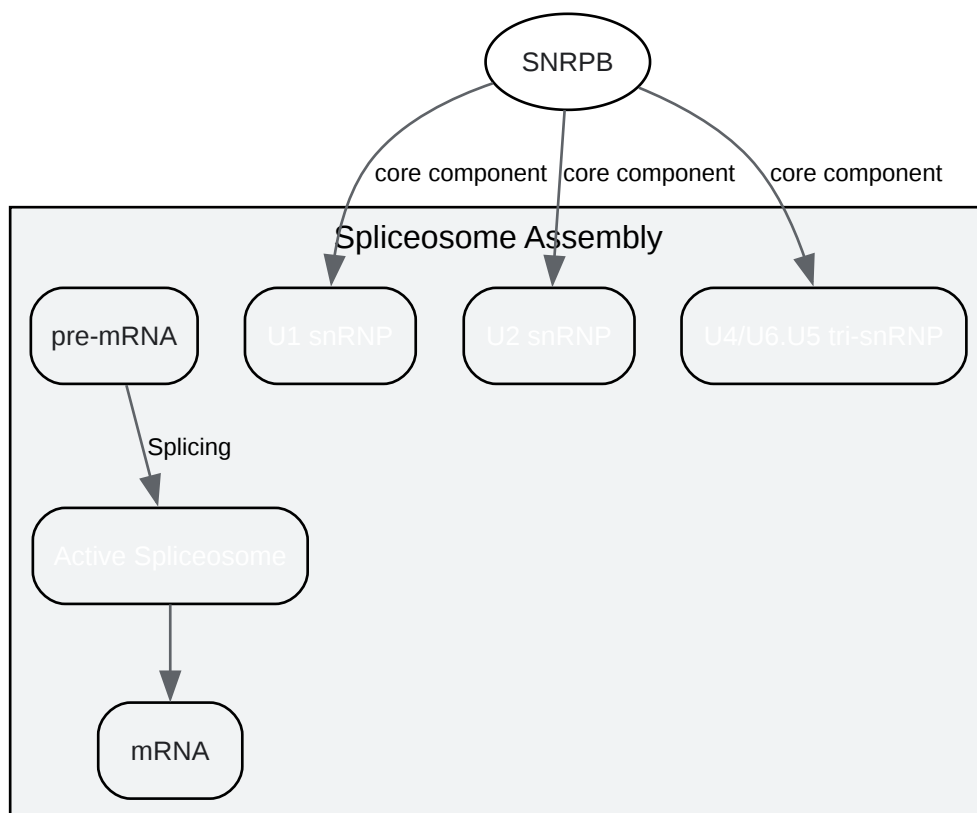 SNRPB
core component
core component
core component
Spliceosome Assembly
pre-mRNA
U1 snRNP
U2 snRNP
U4/U6.U5 tri-snRNP
Splicing
Active Spliceosome
mRNA